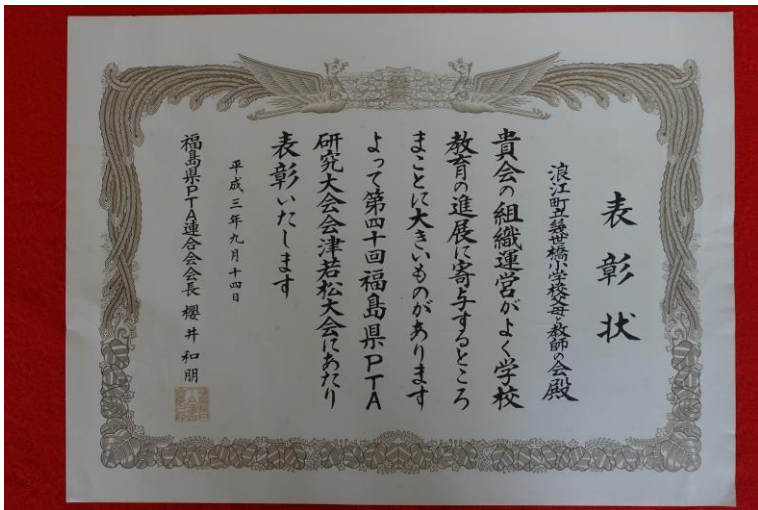 表彰状
浪江町立幾世橋小学校父母と教師の会殿
貴会の組織運営がよく学校
教育の進展に寄与するところ
まことに大きいものがあります
よって第四十回福島県PTA
研究大会会津若松大会にあたり
表彰いたします
平成三年九月十四日
福島県PTA連合会会長 櫻井和朋